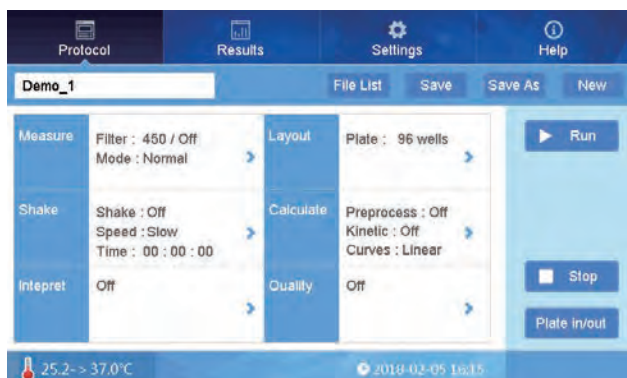 Protocol
Results
Settings
Help
Demo_1
File List
Save
Save As
New
Measure
Filter : 450 / Off
Mode : Normal
Layout
Plate : 96 wells
Run
Shake
Shake : Off
Speed : Slow
Time : 00 : 00 : 00
Calculate
Preprocess : Off
Kinetic : Off
Curves : Linear
Intepret
Off
Quality
Off
Stop
Plate in/out
25.2-> 37.0°C
2018-02-05 16:15